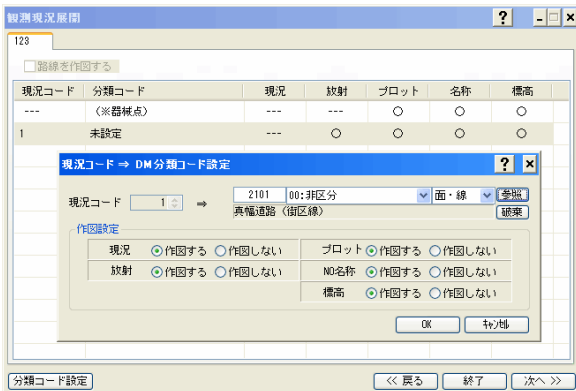 観測現況展開
123
路線を作図する
現況コード 分類コード 現況 放射 プロット 名称 標高
--- (※器械点) --- --- ○ ○ ○
1 未設定 --- ○ ○ ○ ○
現況コード ⇒ DM分類コード設定
2101 00:非区分 面・線 参照
現況コード 1 ⇒
真幅道路 (街区線) 破棄
作図設定
現況 作図する 作図しない プロット 作図する 作図しない
放射 作図する 作図しない NO名称 作図する 作図しない
標高 作図する 作図しない
OK キャンセル
分類コード設定 << 戻る 終了 次へ >>